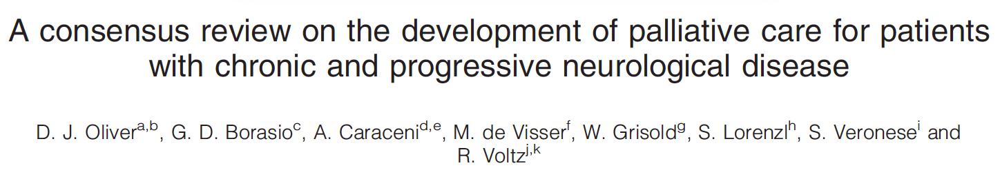 A consensus review on the development of palliative care for patients
with chronic and progressive neurological disease
D. J. Oliverᵃ,ᵇ, G. D. Borasioᶜ, A. Caraceniᵈ,ᵉ, M. de Visserᶠ, W. Grisoldᵍ, S. Lorenzlʰ, S. Veroneseⁱ and
R. Voltzʲ,ᵏ